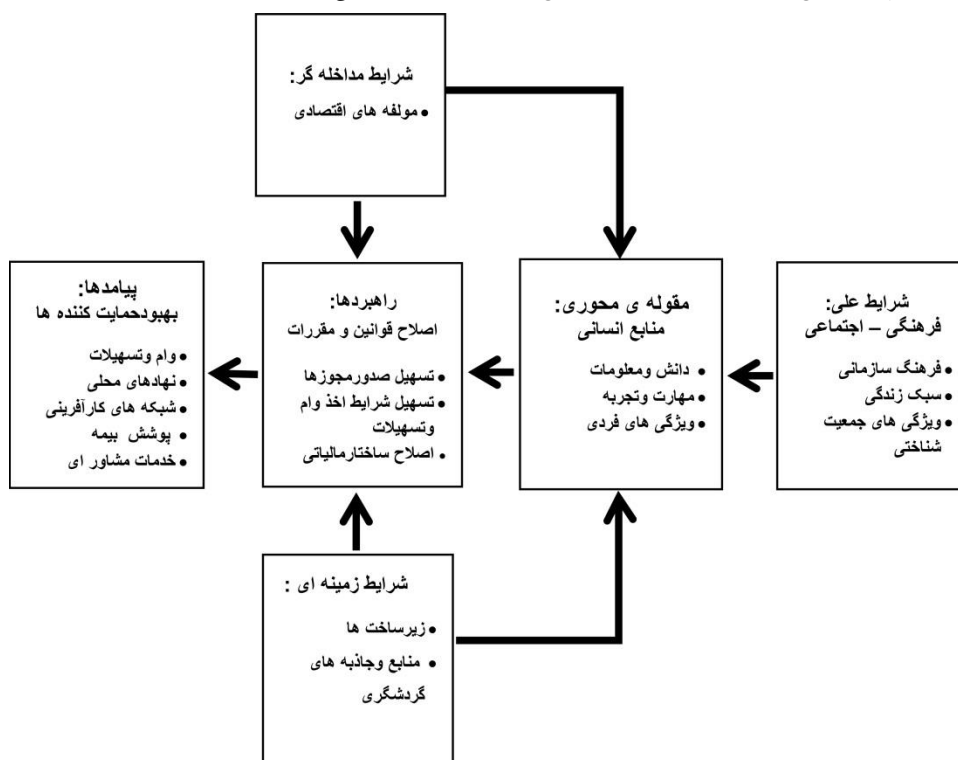 شرایط مداخله گر:
• مولفه های اقتصادی
شرایط علی:
فرهنگی – اجتماعی
• فرهنگ سازمانی
• سبک زندگی
• ویژگی های جمعیت
شناختی
مقوله ی محوری:
منابع انسانی
• دانش ومعلومات
• مهارت وتجربه
• ویژگی های فردی
راهبردها:
اصلاح قوانین و مقررات
• تسهیل صدورمجوزها
• تسهیل شرایط اخذ وام
وتسهیلات
• اصلاح ساختارمالیاتی
پیامدها:
بهبودحمایت کننده ها
• وام وتسهیلات
• نهادهای محلی
• شبکه های کارآفرینی
• پوشش بیمه
• خدمات مشاور ای
شرایط زمینه ای :
• زیرساخت ها
• منابع وجاذبه های
گردشگری